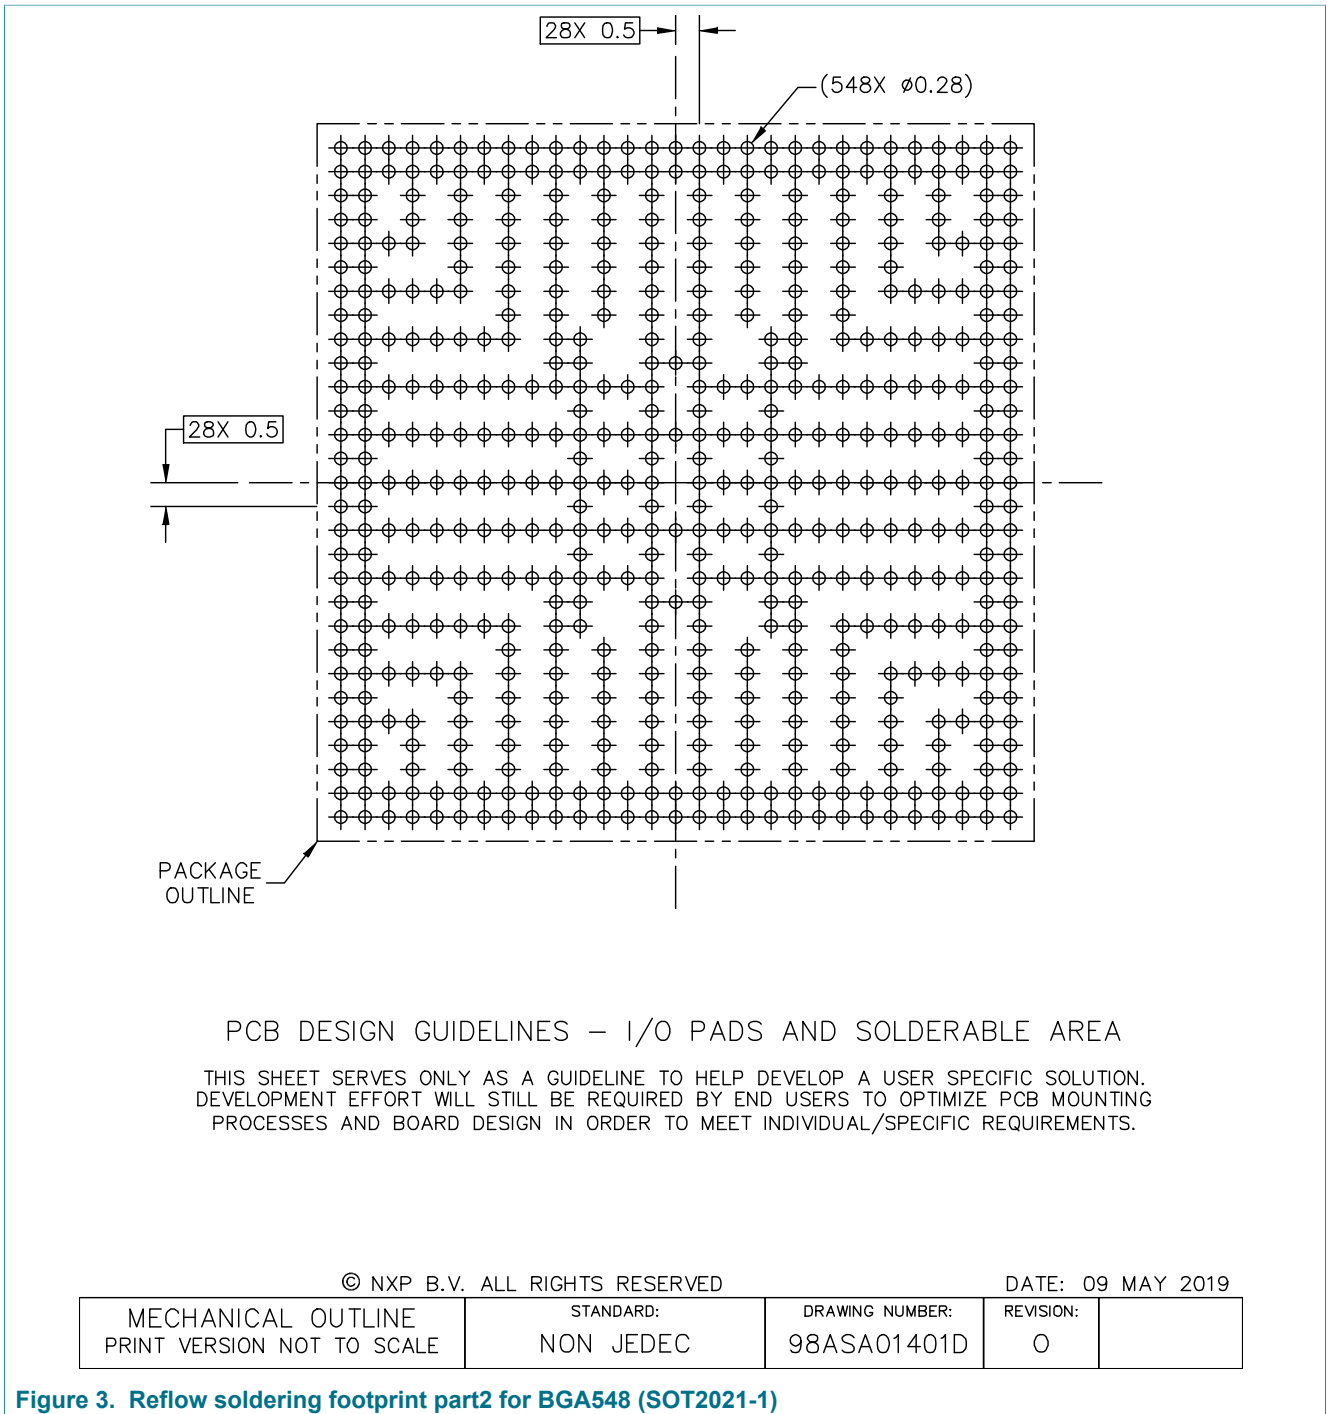 28X 0.5
(548X ⌀0.28)
28X 0.5
PACKAGE
OUTLINE
PCB DESIGN GUIDELINES – I/O PADS AND SOLDERABLE AREA
THIS SHEET SERVES ONLY AS A GUIDELINE TO HELP DEVELOP A USER SPECIFIC SOLUTION.
DEVELOPMENT EFFORT WILL STILL BE REQUIRED BY END USERS TO OPTIMIZE PCB MOUNTING
PROCESSES AND BOARD DESIGN IN ORDER TO MEET INDIVIDUAL/SPECIFIC REQUIREMENTS.
© NXP B.V. ALL RIGHTS RESERVED
DATE: 09 MAY 2019
MECHANICAL OUTLINE
PRINT VERSION NOT TO SCALE
STANDARD:
NON JEDEC
DRAWING NUMBER:
98ASA01401D
REVISION:
O
Figure 3. Reflow soldering footprint part2 for BGA548 (SOT2021-1)